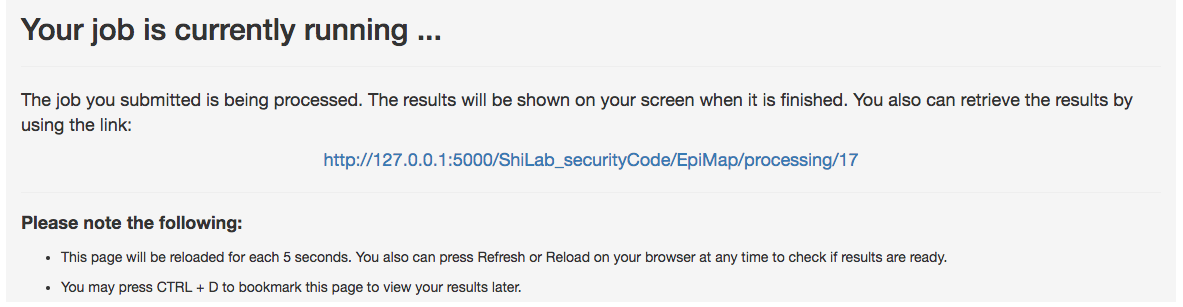 Your job is currently running ...
The job you submitted is being processed. The results will be shown on your screen when it is finished. You also can retrieve the results by
using the link:
http://127.0.0.1:5000/ShiLab_securityCode/EpiMap/processing/17
Please note the following:
• This page will be reloaded for each 5 seconds. You also can press Refresh or Reload on your browser at any time to check if results are ready.
• You may press CTRL + D to bookmark this page to view your results later.